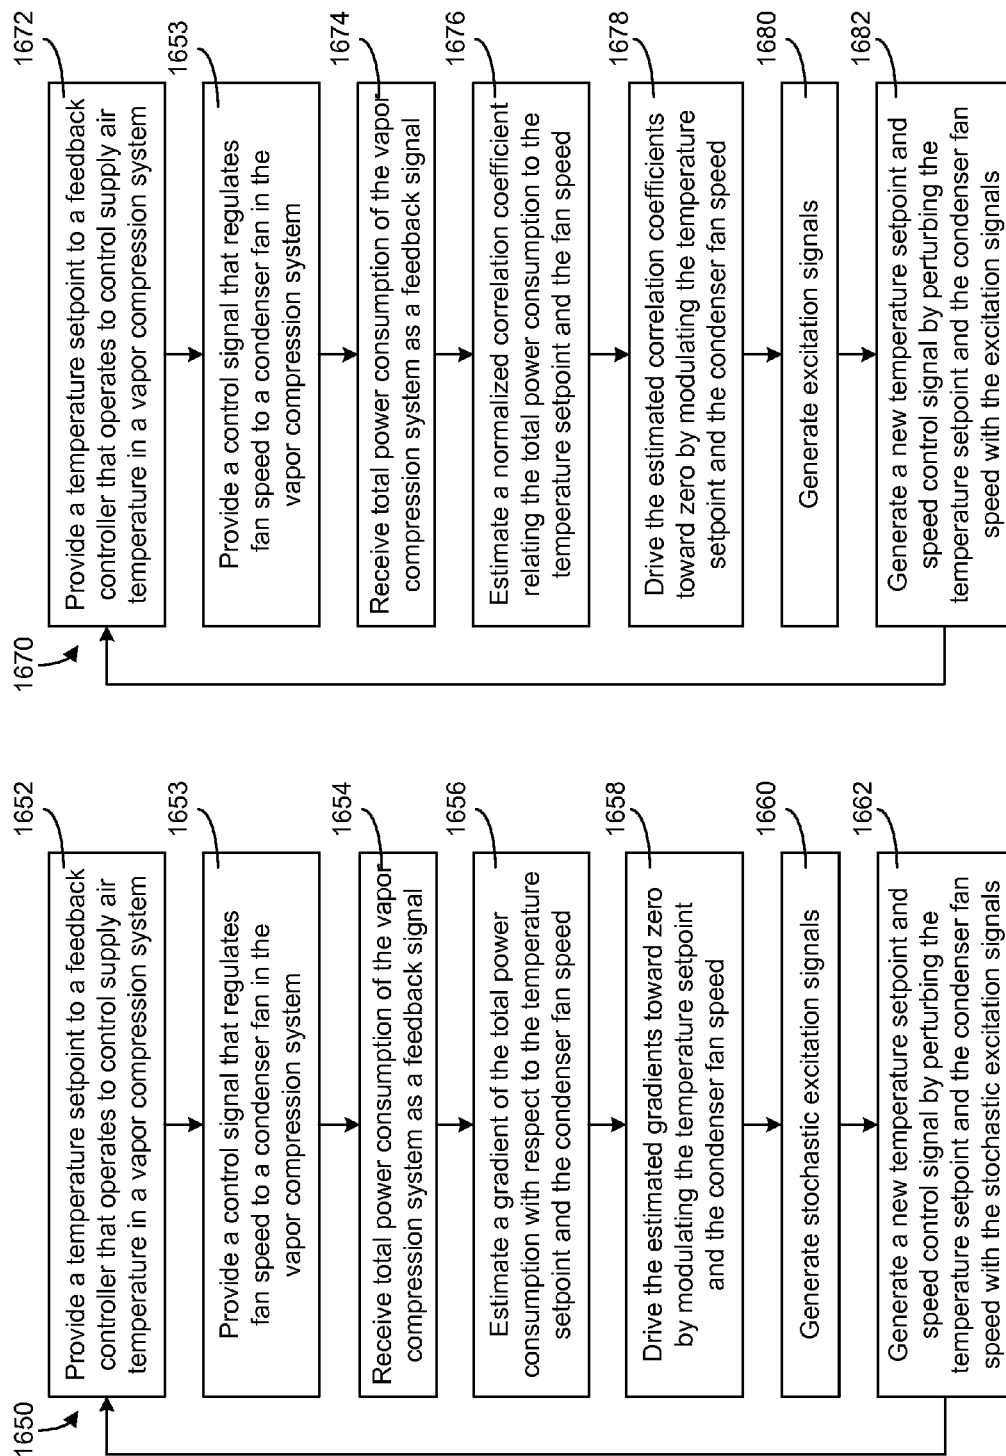 1650
1652
Provide a temperature setpoint to a feedback
controller that operates to control supply air
temperature in a vapor compression system
1653
Provide a control signal that regulates
fan speed to a condenser fan in the
vapor compression system
1654
Receive total power consumption of the vapor
compression system as a feedback signal
1656
Estimate a gradient of the total power
consumption with respect to the temperature
setpoint and the condenser fan speed
1658
Drive the estimated gradients toward zero
by modulating the temperature setpoint
and the condenser fan speed
1660
Generate stochastic excitation signals
1662
Generate a new temperature setpoint and
speed control signal by perturbing the
temperature setpoint and the condenser fan
speed with the stochastic excitation signals
1670
1672
Provide a temperature setpoint to a feedback
controller that operates to control supply air
temperature in a vapor compression system
1653
Provide a control signal that regulates
fan speed to a condenser fan in the
vapor compression system
1674
Receive total power consumption of the vapor
compression system as a feedback signal
1676
Estimate a normalized correlation coefficient
relating the total power consumption to the
temperature setpoint and the fan speed
1678
Drive the estimated correlation coefficients
toward zero by modulating the temperature
setpoint and the condenser fan speed
1680
Generate excitation signals
1682
Generate a new temperature setpoint and
speed control signal by perturbing the
temperature setpoint and the condenser fan
speed with the excitation signals